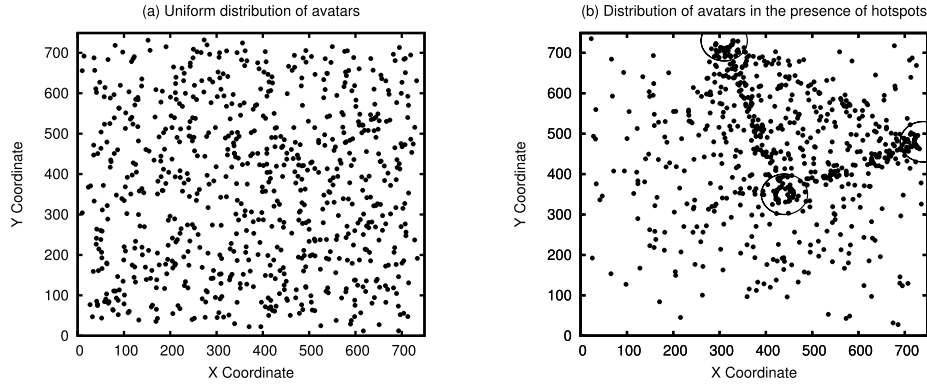 (a) Uniform distribution of avatars
700
600
500
400
300
200
100
0
0 100 200 300 400 500 600 700
X Coordinate
Y Coordinate
(b) Distribution of avatars in the presence of hotspots
700
600
500
400
300
200
100
0
0 100 200 300 400 500 600 700
X Coordinate
Y Coordinate